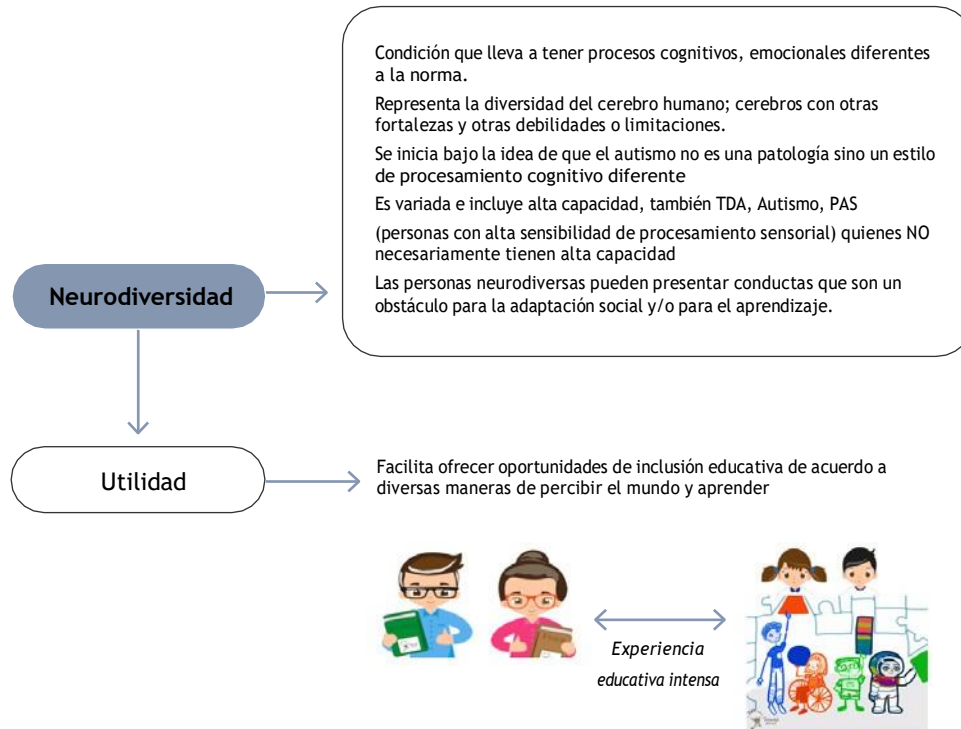 Condición que lleva a tener procesos cognitivos, emocionales diferentes
a la norma.
Representa la diversidad del cerebro humano; cerebros con otras
fortalezas y otras debilidades o limitaciones.
Se inicia bajo la idea de que el autismo no es una patología sino un estilo
de procesamiento cognitivo diferente
Es variada e incluye alta capacidad, también TDA, Autismo, PAS
(personas con alta sensibilidad de procesamiento sensorial) quienes NO
necesariamente tienen alta capacidad
Las personas neurodiversas pueden presentar conductas que son un
obstáculo para la adaptación social y/o para el aprendizaje.
Neurodiversidad
Utilidad
Facilita ofrecer oportunidades de inclusión educativa de acuerdo a
diversas maneras de percibir el mundo y aprender
Experiencia
educativa intensa